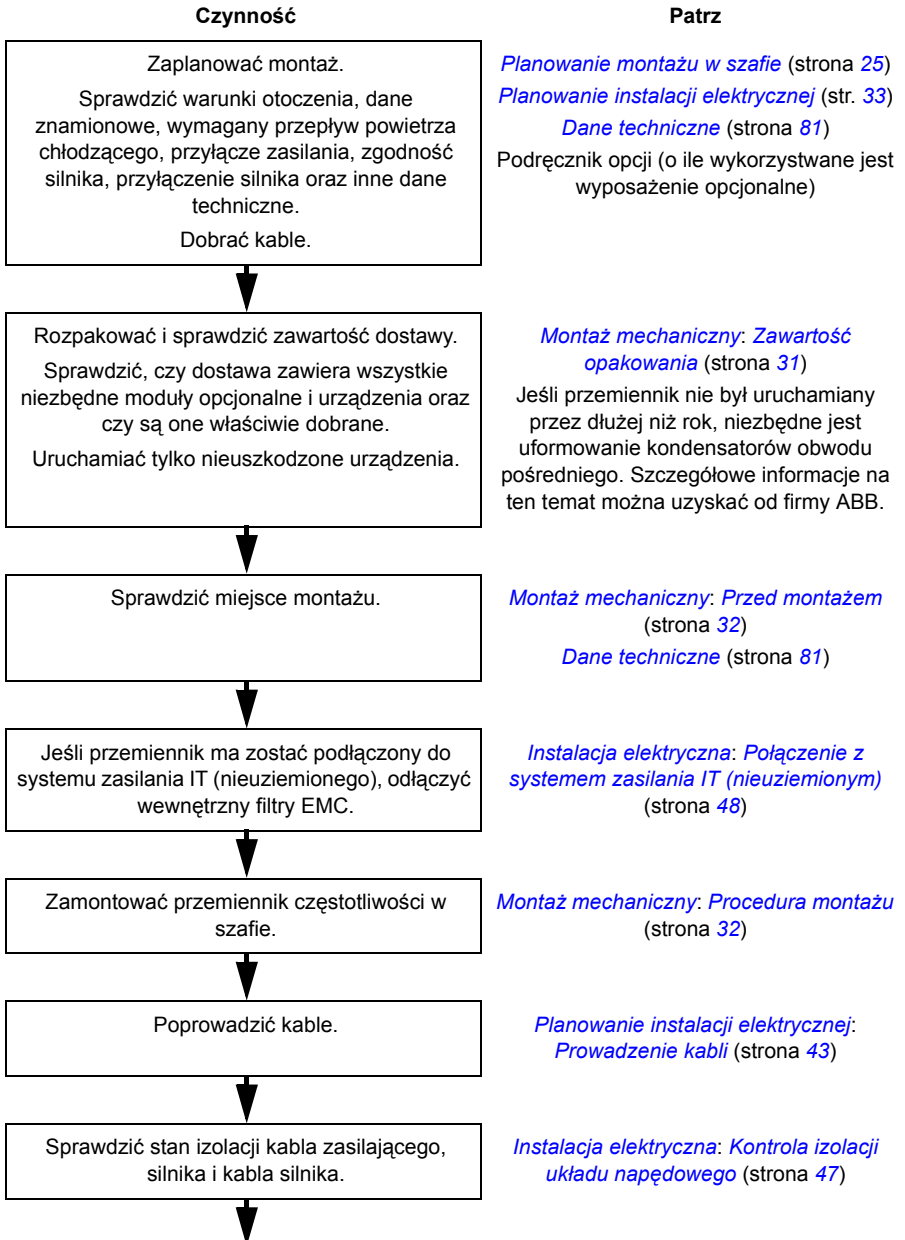 Czynność
Patrz
Zaplanować montaż.
Sprawdzić warunki otoczenia, dane
znamionowe, wymagany przepływ powietrza
chłodzącego, przyłącze zasilania, zgodność
silnika, przyłączenie silnika oraz inne dane
techniczne.
Dobrać kable.
Planowanie montażu w szafie (strona 25)
Planowanie instalacji elektrycznej (str. 33)
Dane techniczne (strona 81)
Podręcznik opcji (o ile wykorzystwane jest
wyposażenie opcjonalne)
Rozpakować i sprawdzić zawartość dostawy.
Sprawdzić, czy dostawa zawiera wszystkie
niezbędne moduły opcjonalne i urządzenia oraz
czy są one właściwie dobrane.
Uruchamiać tylko nieuszkodzone urządzenia.
Montaż mechaniczny: Zawartość
opakowania (strona 31)
Jeśli przemiennik nie był uruchamiany
przez dłużej niż rok, niezbędne jest
uformowanie kondensatorów obwodu
pośredniego. Szczegółowe informacje na
ten temat można uzyskać od firmy ABB.
Sprawdzić miejsce montażu.
Montaż mechaniczny: Przed montażem
(strona 32)
Dane techniczne (strona 81)
Jeśli przemiennik ma zostać podłączony do
systemu zasilania IT (nieuziemionego), odłączyć
wewnętrzny filtry EMC.
Instalacja elektryczna: Połączenie z
systemem zasilania IT (nieuziemionym)
(strona 48)
Zamontować przemiennik częstotliwości w
szafie.
Montaż mechaniczny: Procedura montażu
(strona 32)
Poprowadzić kable.
Planowanie instalacji elektrycznej:
Prowadzenie kabli (strona 43)
Sprawdzić stan izolacji kabla zasilającego,
silnika i kabla silnika.
Instalacja elektryczna: Kontrola izolacji
układu napędowego (strona 47)